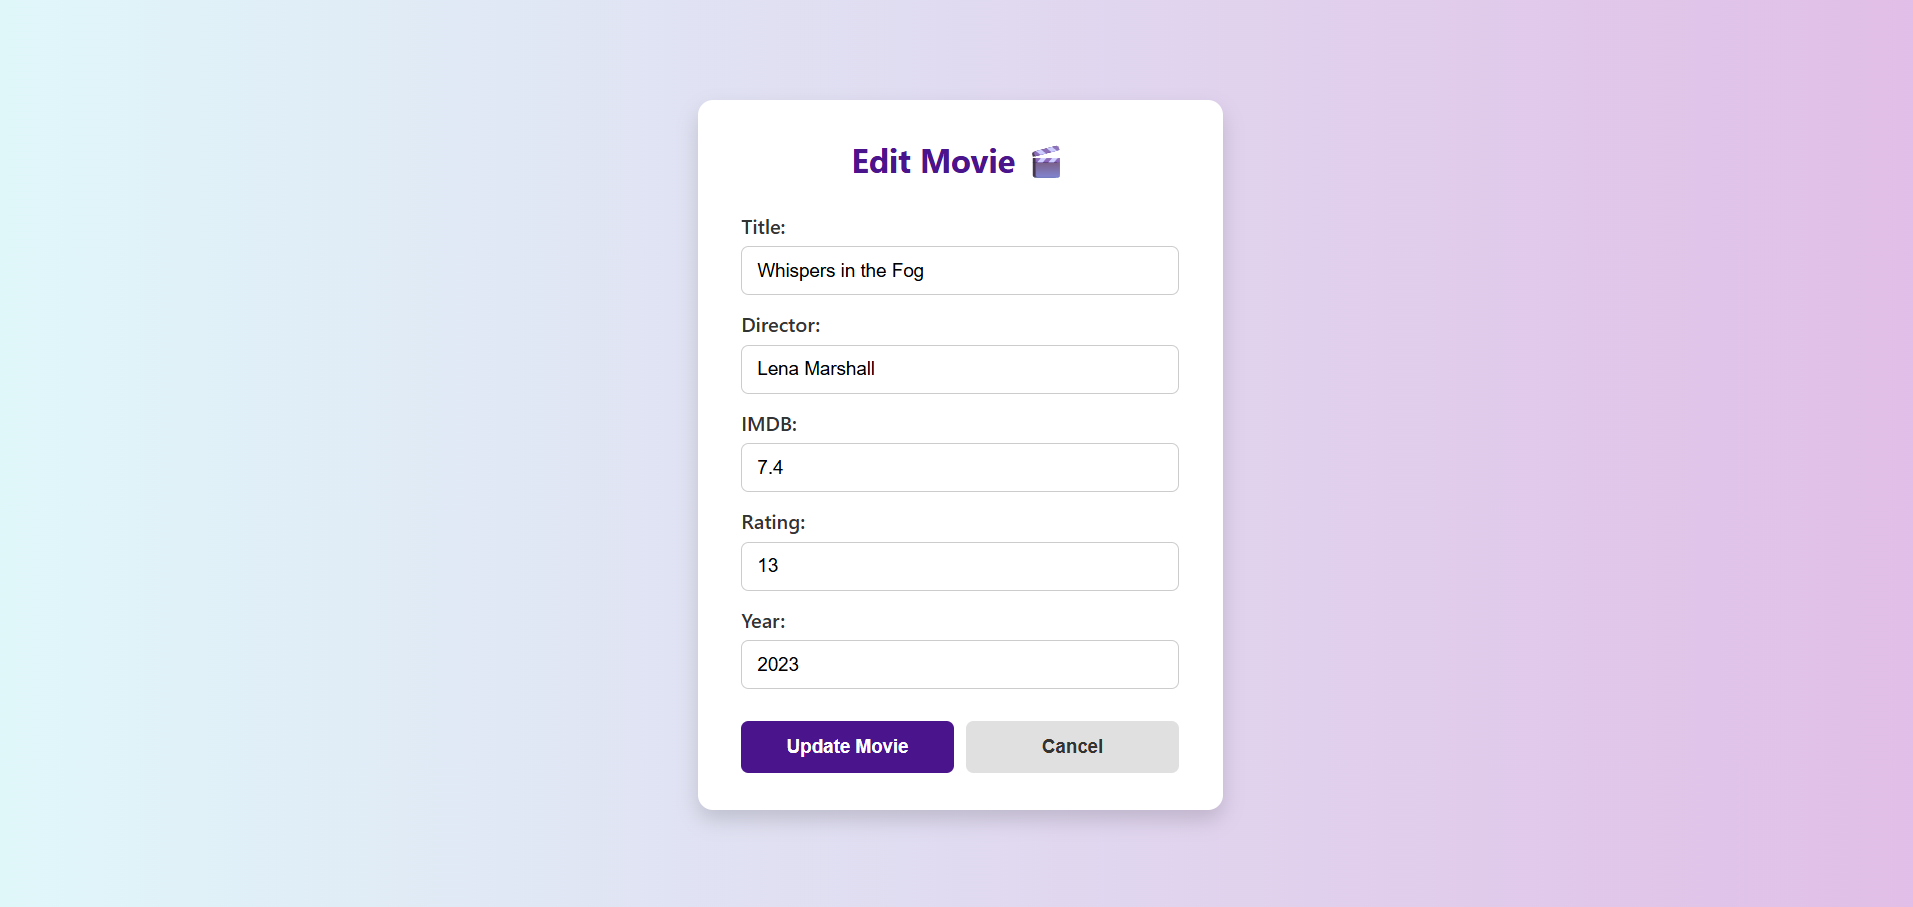 Edit Movie 🎬
Title:
Whispers in the Fog
Director:
Lena Marshall
IMDB:
7.4
Rating:
13
Year:
2023
Update Movie Cancel